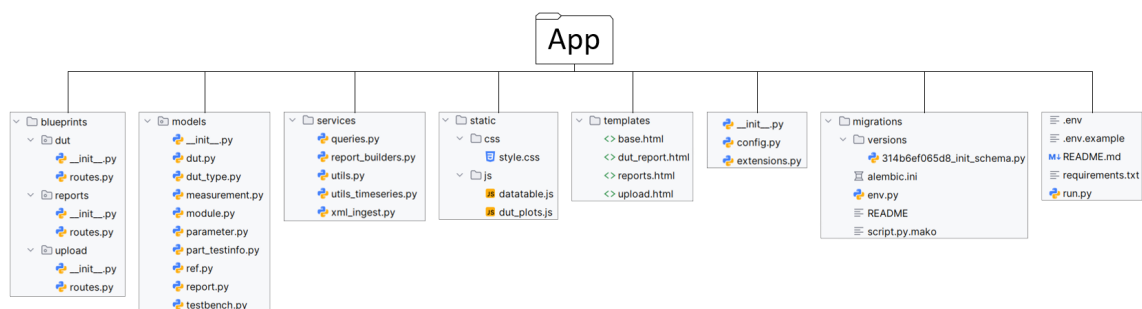 App
blueprints
dut
__init__.py
routes.py
reports
__init__.py
routes.py
upload
__init__.py
routes.py
models
__init__.py
dut.py
dut_type.py
measurement.py
module.py
parameter.py
part_testinfo.py
ref.py
report.py
testbench.py
services
queries.py
report_builders.py
utils.py
utils_timeseries.py
xml_ingest.py
static
css
style.css
js
datatable.js
dut_plots.js
templates
base.html
dut_report.html
reports.html
upload.html
__init__.py
config.py
extensions.py
migrations
versions
314b6ef065d8_init_schema.py
alembic.ini
env.py
README
script.py.mako
.env
.env.example
README.md
requirements.txt
run.py